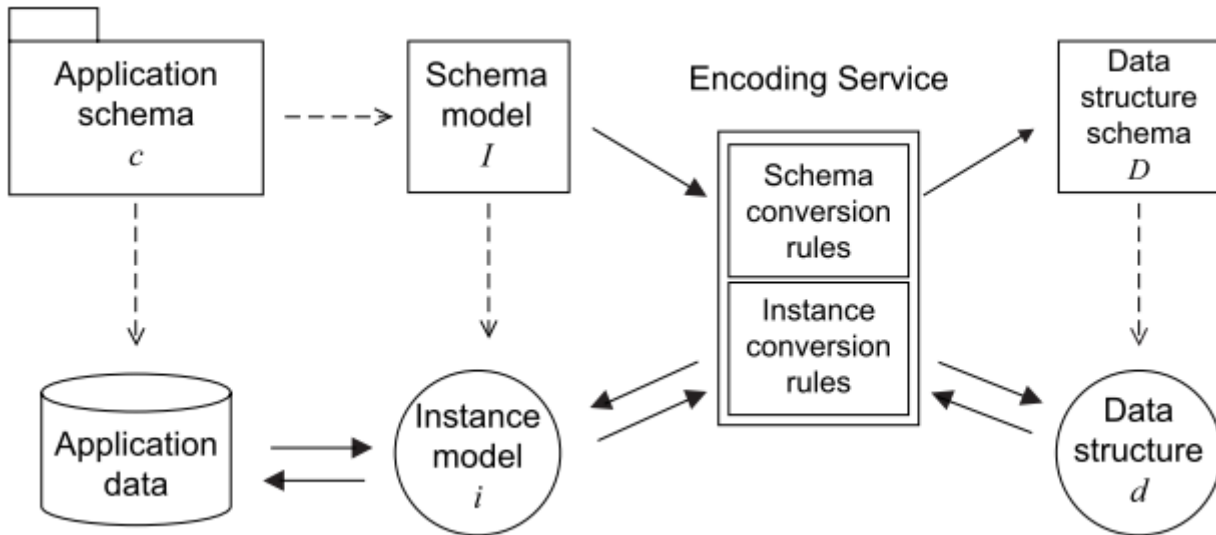 Application
schema
c
Schema
model
I
Encoding Service
Data
structure
schema
D
Schema
conversion
rules
Instance
conversion
rules
Application
data
Instance
model
i
Data
structure
d